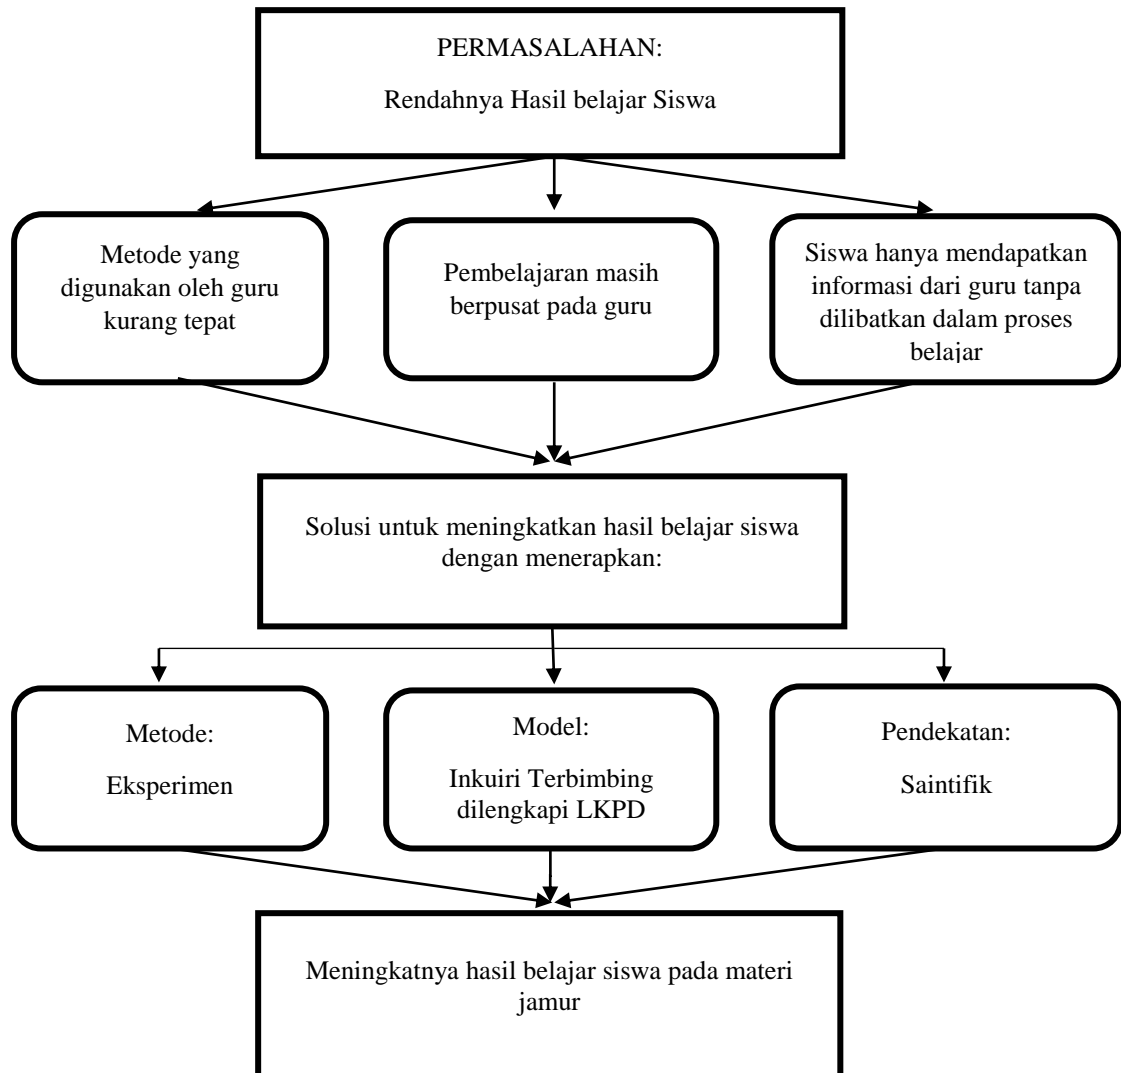 PERMASALAHAN:
Rendahnya Hasil belajar Siswa
Metode yang
digunakan oleh guru
kurang tepat
Pembelajaran masih
berpusat pada guru
Siswa hanya mendapatkan
informasi dari guru tanpa
dilibatkan dalam proses
belajar
Solusi untuk meningkatkan hasil belajar siswa
dengan menerapkan:
Metode:
Eksperimen
Model:
Inkuiri Terbimbing
dilengkapi LKPD
Pendekatan:
Saintifik
Meningkatnya hasil belajar siswa pada materi
jamur